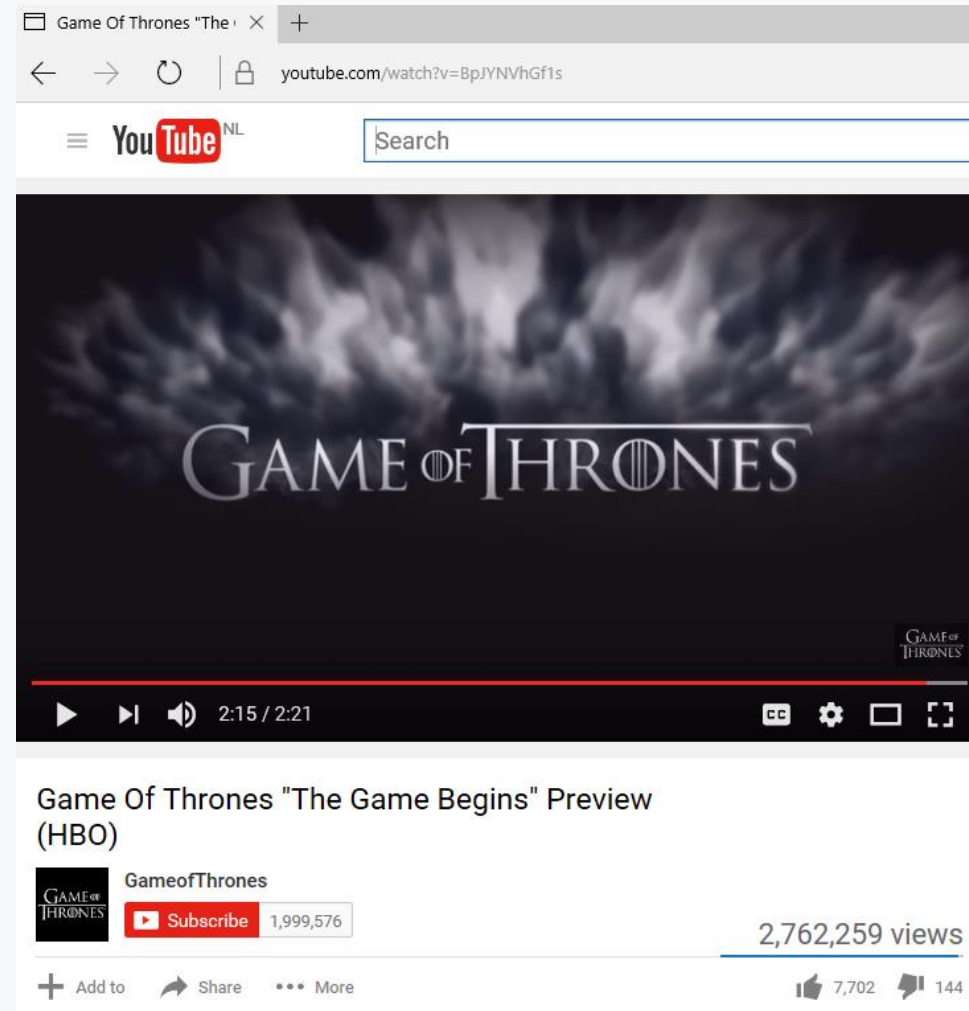 Game Of Thrones "The
youtube.com/watch?v=BpJYNVhGf1s
YouTube NL
Search
GAME OF THRONES
GAME OF
THRONES
2:15 / 2:21
CC
Game Of Thrones "The Game Begins" Preview
(HBO)
GAME OF
THRONES
GameofThrones
Subscribe 1,999,576
2,762,259 views
Add to Share More
7,702 144